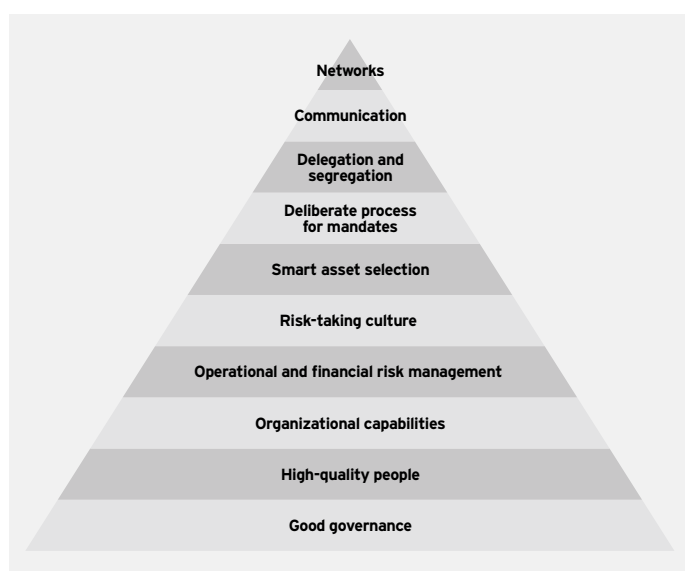 Networks
Communication
Delegation and
segregation
Deliberate process
for mandates
Smart asset selection
Risk-taking culture
Operational and financial risk management
Organizational capabilities
High-quality people
Good governance